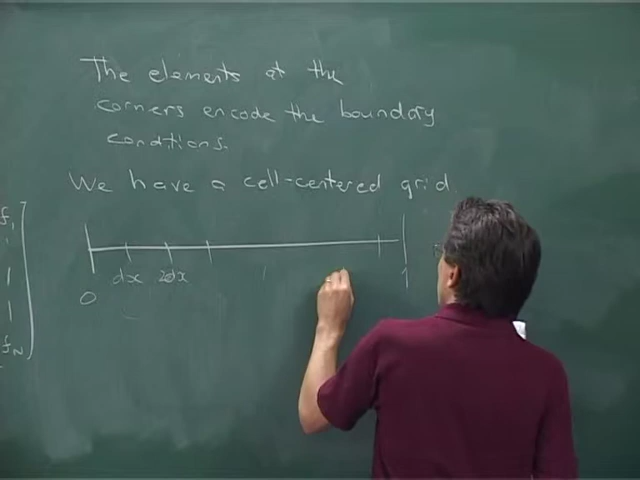 The elements at the
corners encode the boundary
conditions.
We have a cell-centered grid
f1
dx 2dx
0
1
fN